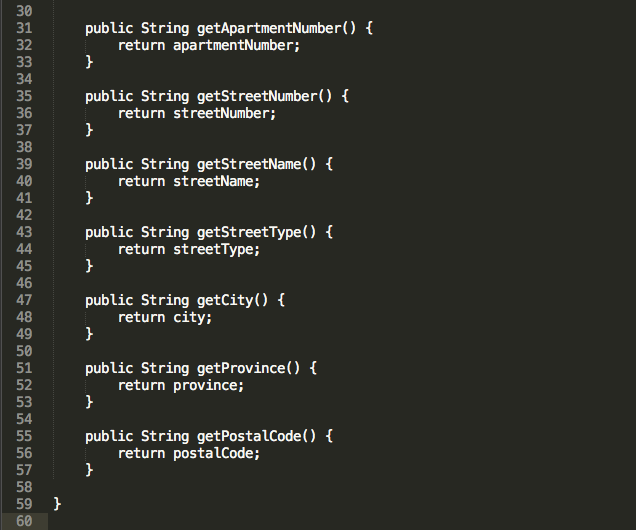 30
31 public String getApartmentNumber() {
32 return apartmentNumber;
33 }
34
35 public String getStreetNumber() {
36 return streetNumber;
37 }
38
39 public String getStreetName() {
40 return streetName;
41 }
42
43 public String getStreetType() {
44 return streetType;
45 }
46
47 public String getCity() {
48 return city;
49 }
50
51 public String getProvince() {
52 return province;
53 }
54
55 public String getPostalCode() {
56 return postalCode;
57 }
58
59 }
60